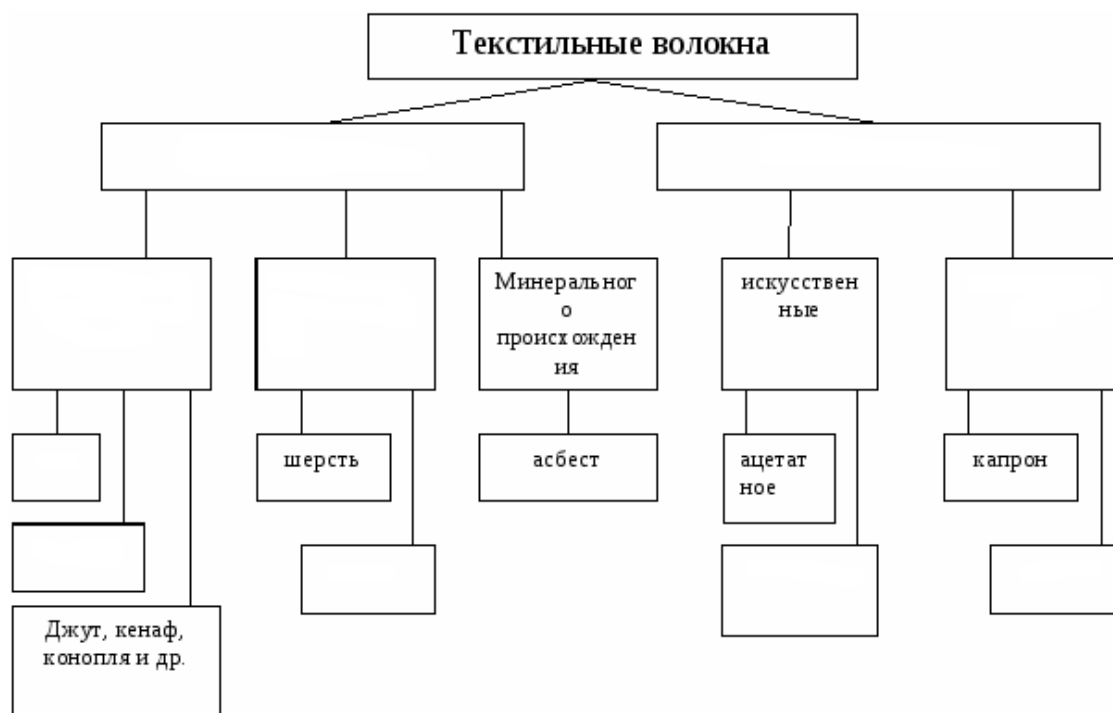 Текстильные волокна
Минеральног
о
происхожден
ия
искусствен
ные
шерсть
асбест
ацетат
ное
капрон
Джут, кенаф,
конопля и др.